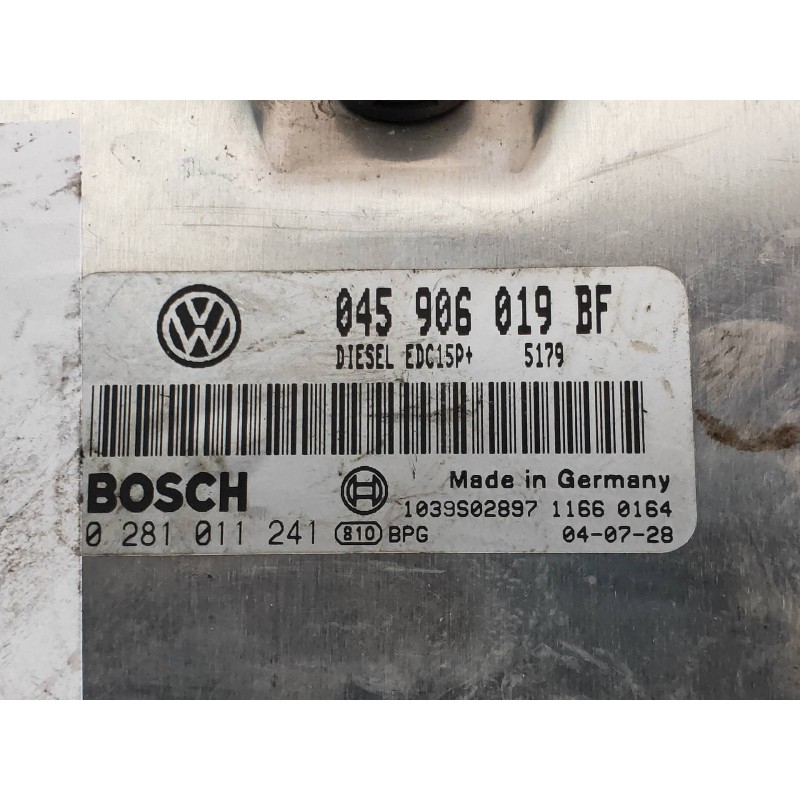 045 906 019 BF
DIESEL EDC15P+ 5179
BOSCH
Made in Germany
1039S02897 1166 0164
0 281 011 241 810 BPG 04-07-28